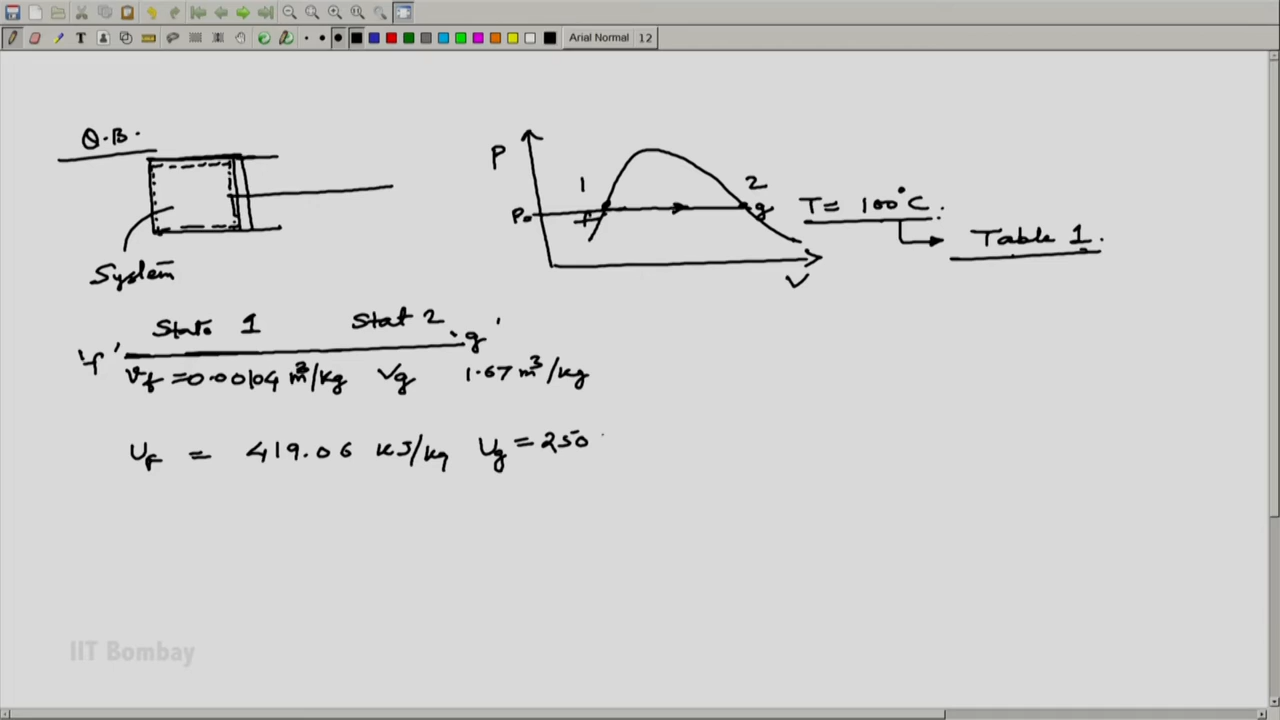 Arial Normal 12
Q.B.
System
P
P₀
1
f
2
g
V
T= 100°C.
Table 1.
State 1 State 2
'f' 'g'
vf = 0.00104 m³/kg vg 1.67 m³/kg
uf = 419.06 kJ/kg ug = 250
IIT Bombay